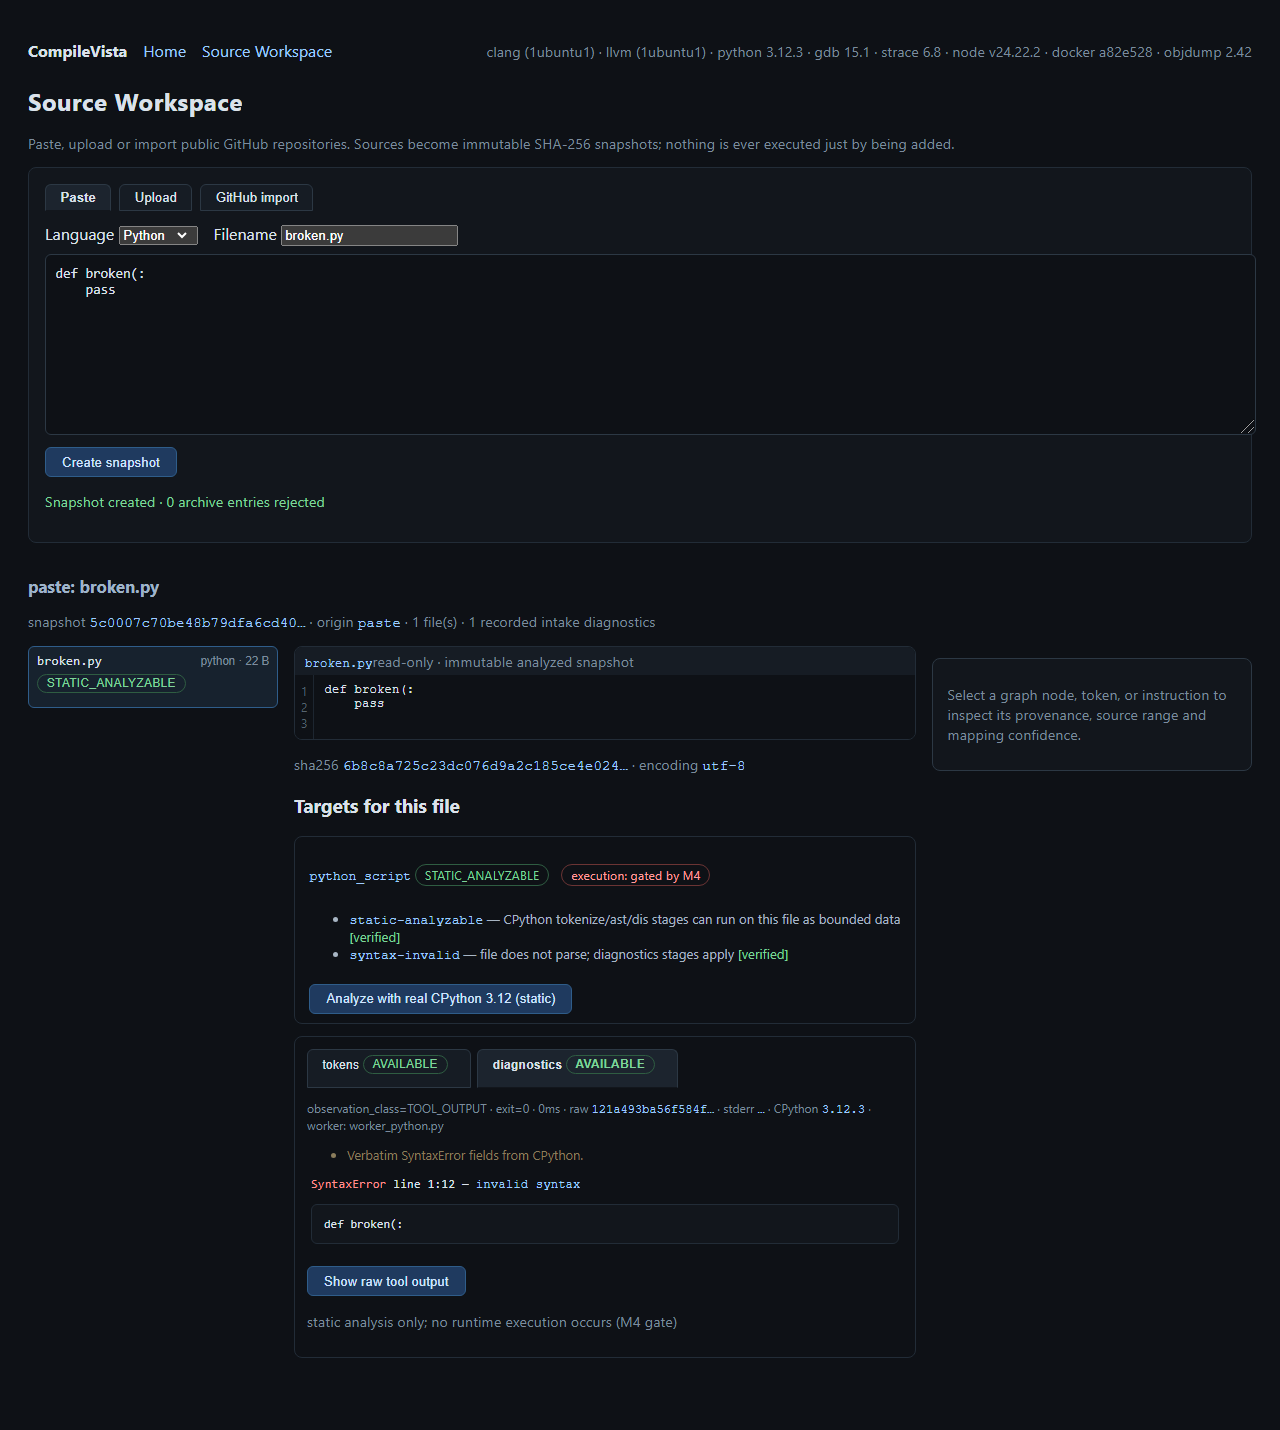 CompileVista Home Source Workspace clang (1ubuntu1) · llvm (1ubuntu1) · python 3.12.3 · gdb 15.1 · strace 6.8 · node v24.22.2 · docker a82e528 · objdump 2.42
Source Workspace
Paste, upload or import public GitHub repositories. Sources become immutable SHA-256 snapshots; nothing is ever executed just by being added.
Paste Upload GitHub import
Language Python Filename broken.py
def broken(:
    pass
Create snapshot
Snapshot created · 0 archive entries rejected
paste: broken.py
snapshot 5c0007c70be48b79dfa6cd40… · origin paste · 1 file(s) · 1 recorded intake diagnostics
broken.py python · 22 B
STATIC_ANALYZABLE
broken.pyread-only · immutable analyzed snapshot
1 def broken(:
2     pass
3
sha256 6b8c8a725c23dc076d9a2c185ce4e024… · encoding utf-8
Targets for this file
python_script STATIC_ANALYZABLE execution: gated by M4
• static-analyzable — CPython tokenize/ast/dis stages can run on this file as bounded data
[verified]
• syntax-invalid — file does not parse; diagnostics stages apply [verified]
Analyze with real CPython 3.12 (static)
tokens AVAILABLE diagnostics AVAILABLE
observation_class=TOOL_OUTPUT · exit=0 · 0ms · raw 121a493ba56f584f… · stderr … · CPython 3.12.3 ·
worker: worker_python.py
• Verbatim SyntaxError fields from CPython.
SyntaxError line 1:12 — invalid syntax
def broken(:
Show raw tool output
static analysis only; no runtime execution occurs (M4 gate)
Select a graph node, token, or instruction to
inspect its provenance, source range and
mapping confidence.